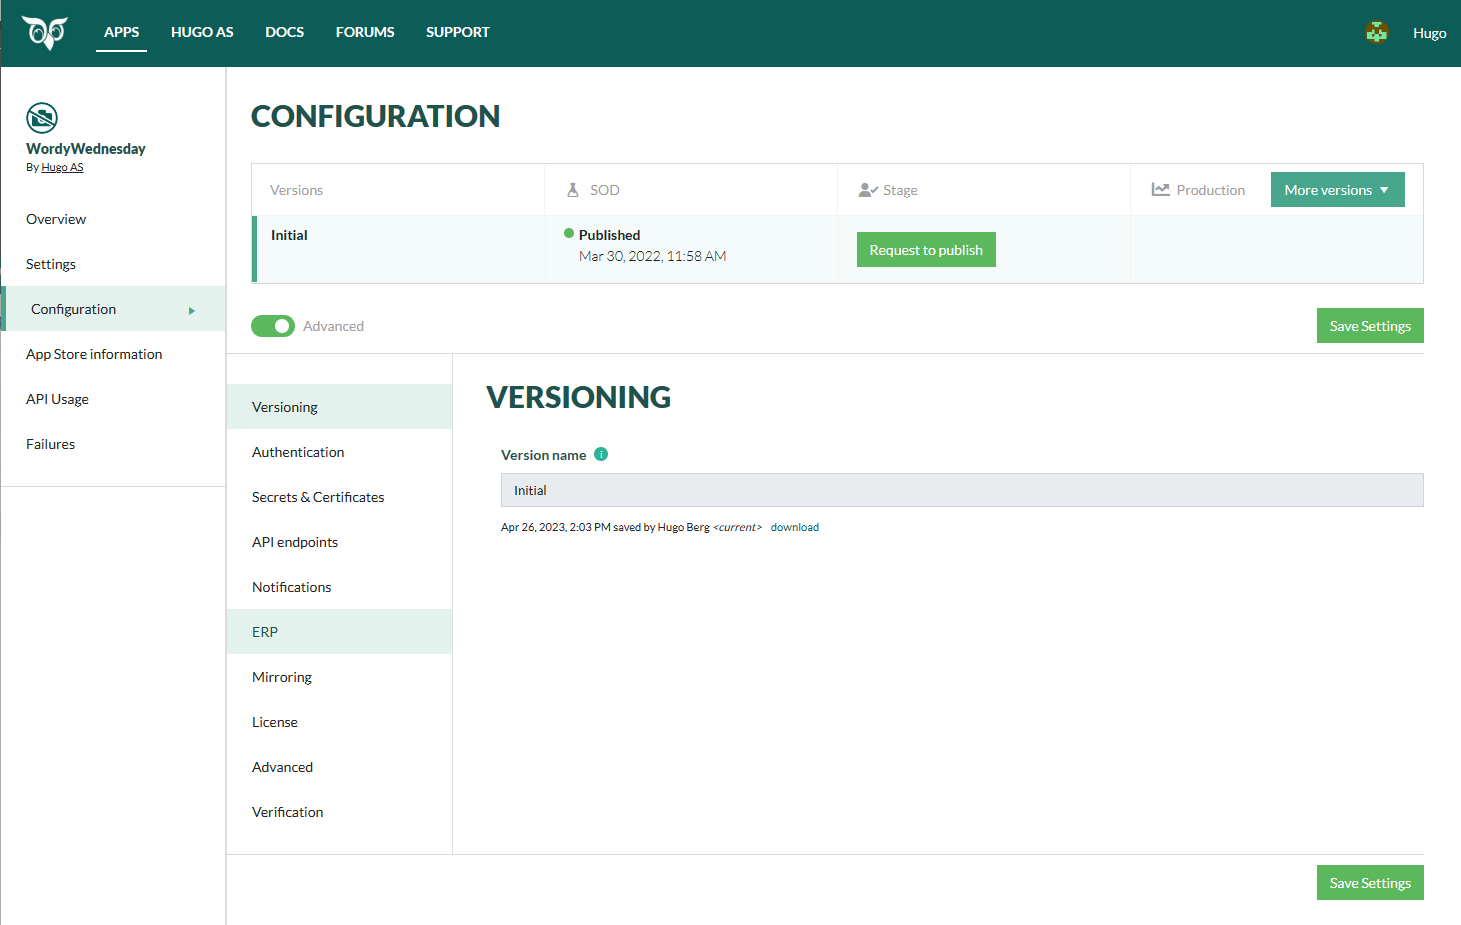 APPS HUGO AS DOCS FORUMS SUPPORT Hugo
WordyWednesday
By Hugo AS
Overview
Settings
Configuration
App Store information
API Usage
Failures
CONFIGURATION
Versions SOD Stage Production More versions
Initial Published Request to publish
Mar 30, 2022, 11:58 AM
Advanced Save Settings
Versioning
Authentication
Secrets & Certificates
API endpoints
Notifications
ERP
Mirroring
License
Advanced
Verification
VERSIONING
Version name i
Initial
Apr 26, 2023, 2:03 PM saved by Hugo Berg <current> download
Save Settings